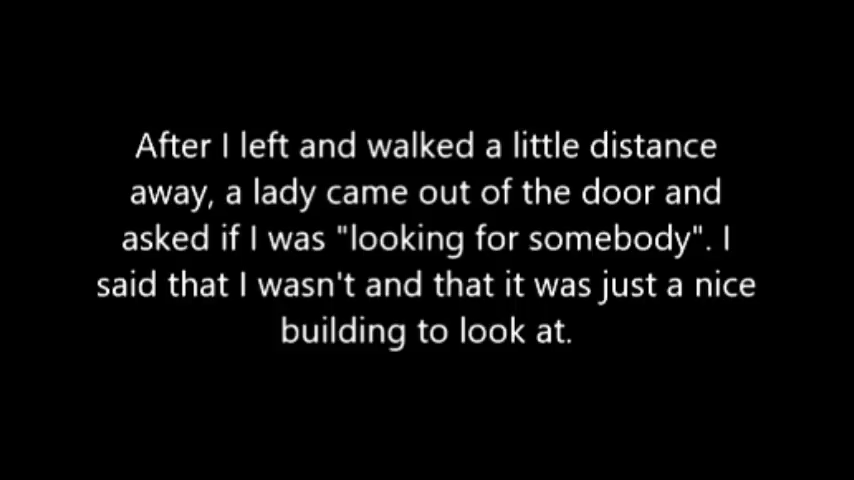 After I left and walked a little distance
away, a lady came out of the door and
asked if I was "looking for somebody". I
said that I wasn't and that it was just a nice
building to look at.